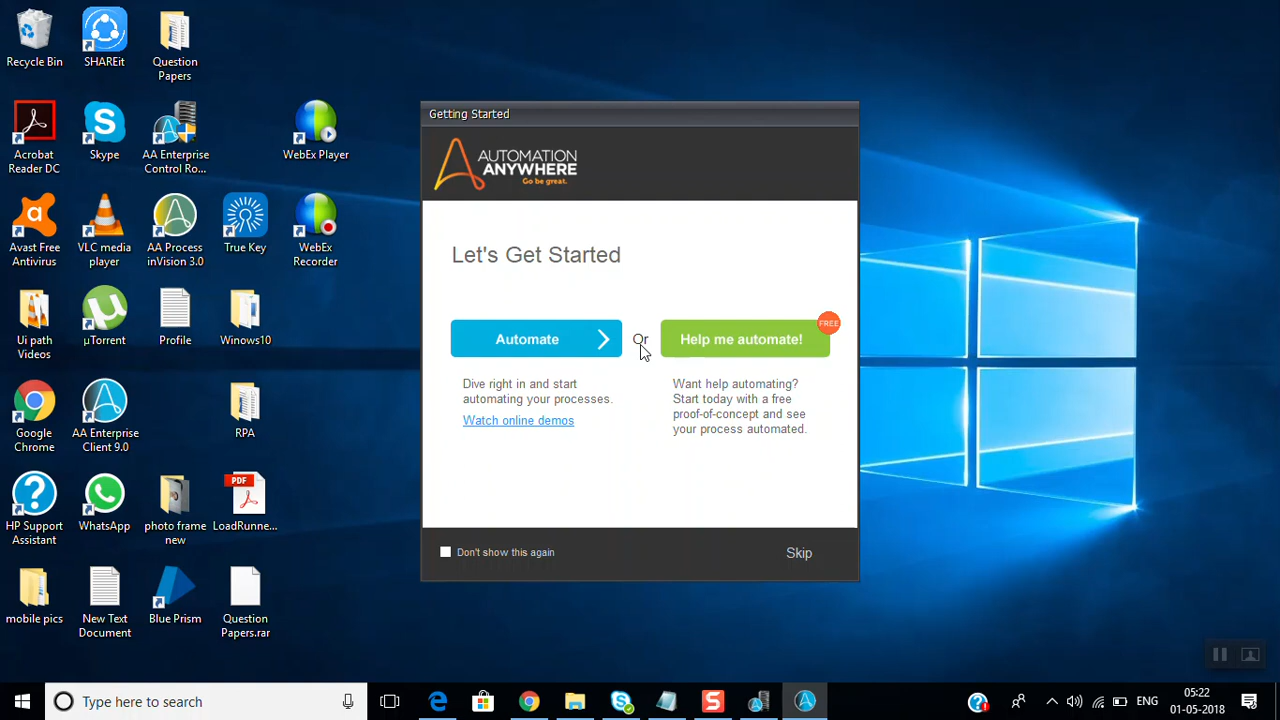 Recycle Bin
SHAREit
Question
Papers
Acrobat
Reader DC
Skype
AA Enterprise
Control Ro...
WebEx Player
Avast Free
Antivirus
VLC media
player
AA Process
inVision 3.0
True Key
WebEx
Recorder
Ui path
Videos
µTorrent
Profile
Winows10
Google
Chrome
AA Enterprise
Client 9.0
RPA
HP Support
Assistant
WhatsApp
photo frame
new
PDF
LoadRunne...
mobile pics
New Text
Document
Blue Prism
Question
Papers.rar
Getting Started
AUTOMATION
ANYWHERE
Go be great.
Let's Get Started
Automate
Or
Help me automate!
FREE
Dive right in and start
automating your processes.
Watch online demos
Want help automating?
Start today with a free
proof-of-concept and see
your process automated.
Don't show this again
Skip
Type here to search
ENG
05:22
01-05-2018